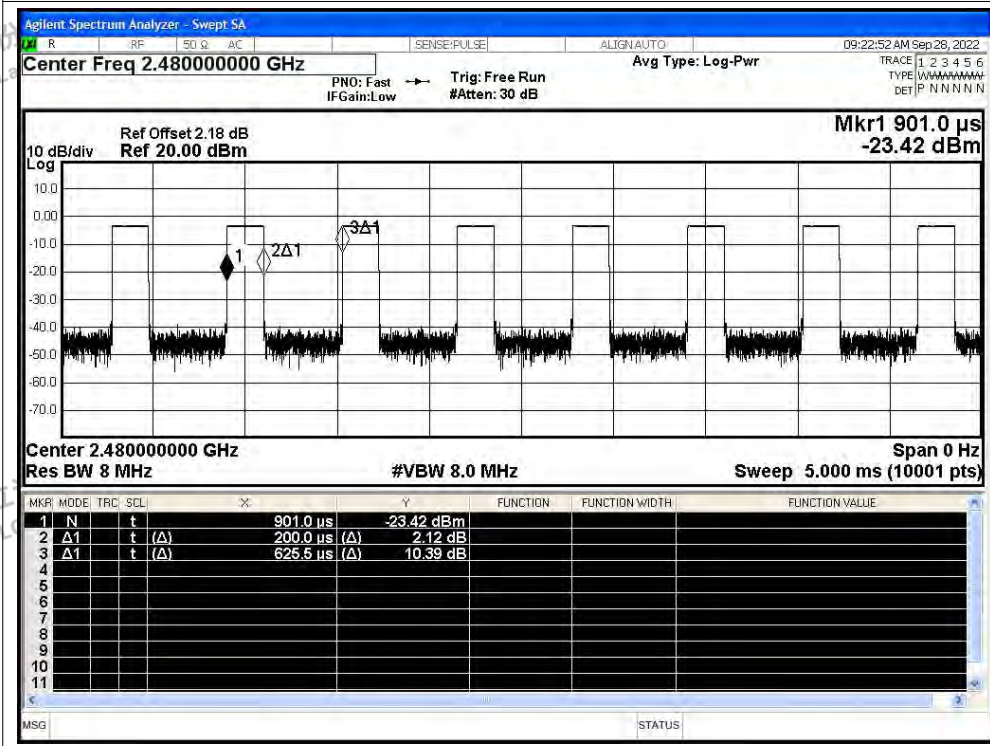 Agilent Spectrum Analyzer - Swept SA
LXI R RF 50 Ω AC SENSE:PULSE ALIGNAUTO 09:22:52 AM Sep 28, 2022
Center Freq 2.480000000 GHz
PNO: Fast
IFGain:Low
Trig: Free Run
#Atten: 30 dB
Avg Type: Log-Pwr
TRACE 1 2 3 4 5 6
TYPE WWWWWWW
DET P N N N N N
Mkr1 901.0 µs
-23.42 dBm
Ref Offset 2.18 dB
10 dB/div Ref 20.00 dBm
Log
10.0
0.00
-10.0
-20.0
-30.0
-40.0
-50.0
-60.0
-70.0
1
2Δ1
3Δ1
Center 2.480000000 GHz Span 0 Hz
Res BW 8 MHz #VBW 8.0 MHz Sweep 5.000 ms (10001 pts)
MKR MODE TRC SCL X Y FUNCTION FUNCTION WIDTH FUNCTION VALUE
1 N t 901.0 µs -23.42 dBm
2 Δ1 t (Δ) 200.0 µs (Δ) 2.12 dB
3 Δ1 t (Δ) 625.5 µs (Δ) 10.39 dB
4
5
6
7
8
9
10
11
MSG STATUS